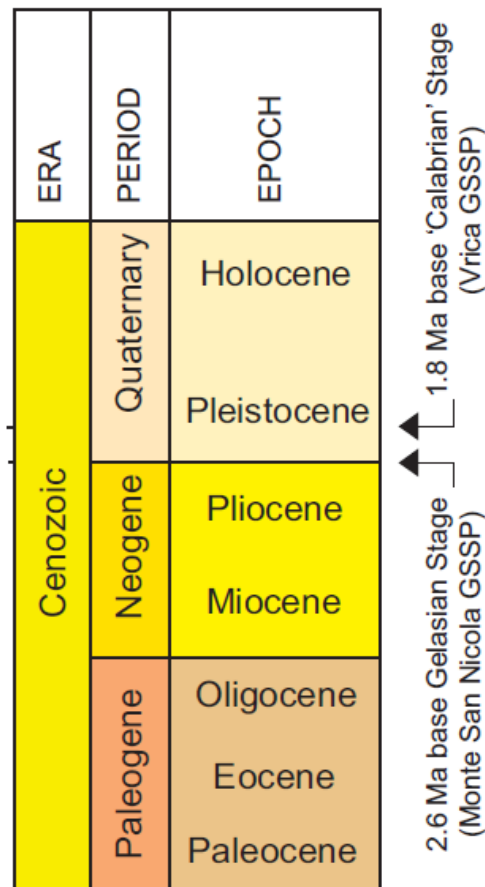 ERA
PERIOD
EPOCH
Cenozoic
Quaternary
Holocene
Pleistocene
Neogene
Pliocene
Miocene
Paleogene
Oligocene
Eocene
Paleocene
1.8 Ma base ‘Calabrian’ Stage
(Vrica GSSP)
2.6 Ma base Gelasian Stage
(Monte San Nicola GSSP)